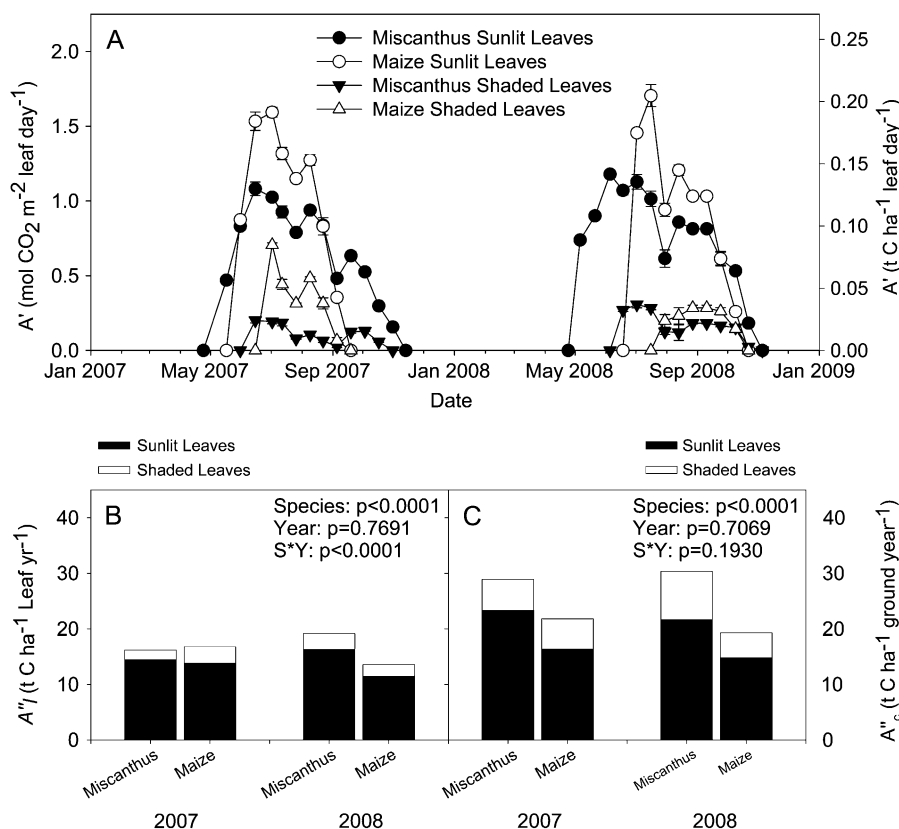 A
Miscanthus Sunlit Leaves
Maize Sunlit Leaves
Miscanthus Shaded Leaves
Maize Shaded Leaves
A' (mol CO2 m-2 leaf day-1)
2.0
1.5
1.0
0.5
0.0
A' (t C ha-1 leaf day-1)
0.25
0.20
0.15
0.10
0.05
0.00
Jan 2007 May 2007 Sep 2007 Jan 2008 May 2008 Sep 2008 Jan 2009
Date
Sunlit Leaves
Shaded Leaves
Sunlit Leaves
Shaded Leaves
B
Species: p<0.0001
Year: p=0.7691
S*Y: p<0.0001
A"l (t C ha-1 Leaf yr-1)
40
30
20
10
0
Miscanthus Maize Miscanthus Maize
2007 2008
C
Species: p<0.0001
Year: p=0.7069
S*Y: p=0.1930
40
30
20
10
0
A"c (t C ha-1 ground year-1)
Miscanthus Maize Miscanthus Maize
2007 2008